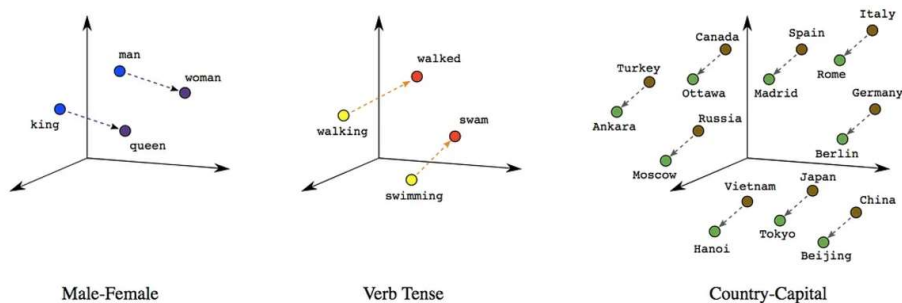 man
woman
king
queen
Male-Female
walked
walking
swam
swimming
Verb Tense
Italy
Canada
Spain
Rome
Turkey
Ottawa
Madrid
Germany
Ankara
Russia
Berlin
Moscow
Vietnam
Japan
China
Hanoi
Tokyo
Beijing
Country-Capital